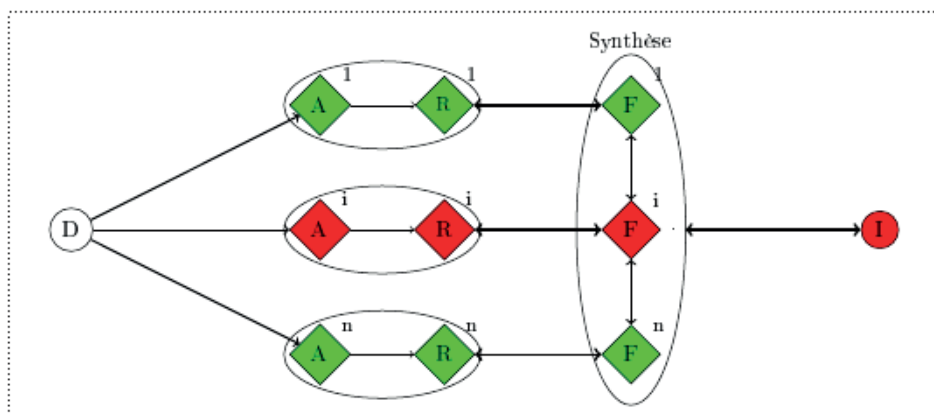 Synthèse
1 1 1
A R F
i i i
D A R F I
n n n
A R F